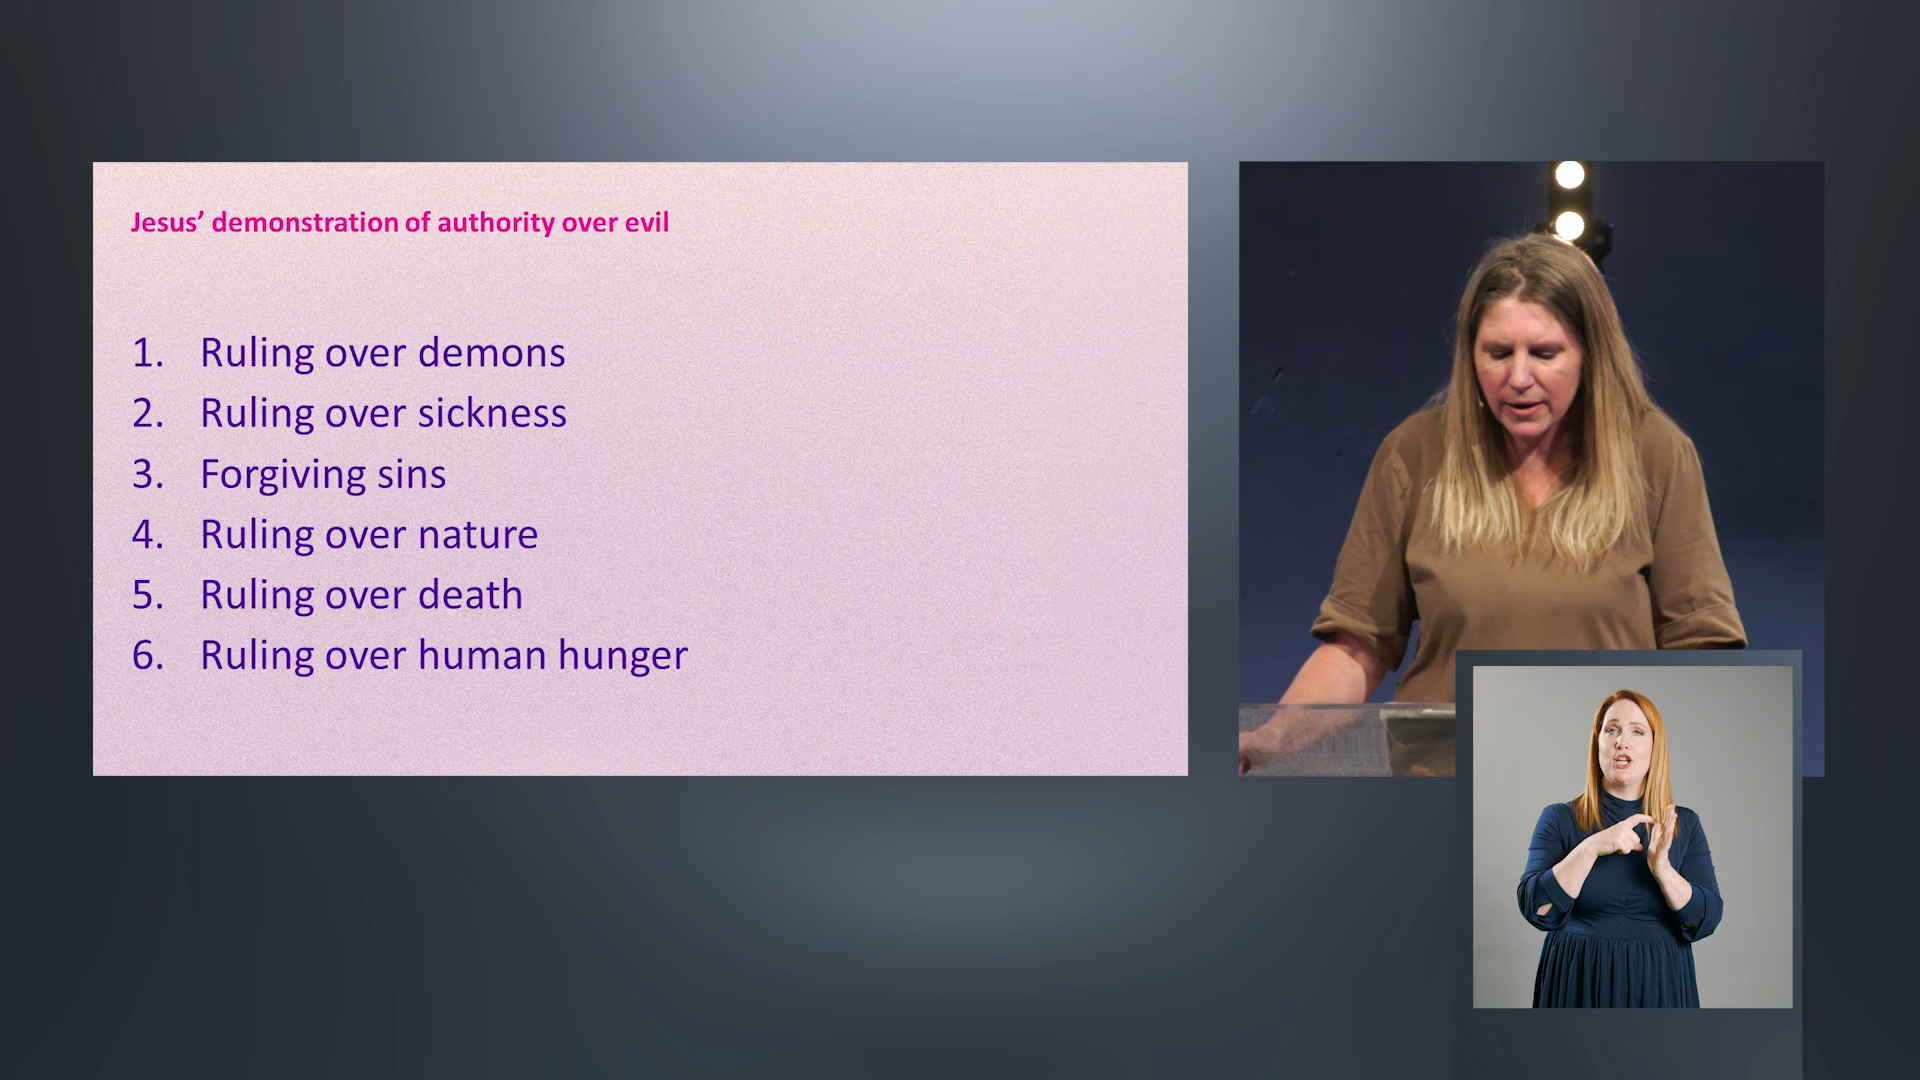 Jesus’ demonstration of authority over evil
1. Ruling over demons
2. Ruling over sickness
3. Forgiving sins
4. Ruling over nature
5. Ruling over death
6. Ruling over human hunger